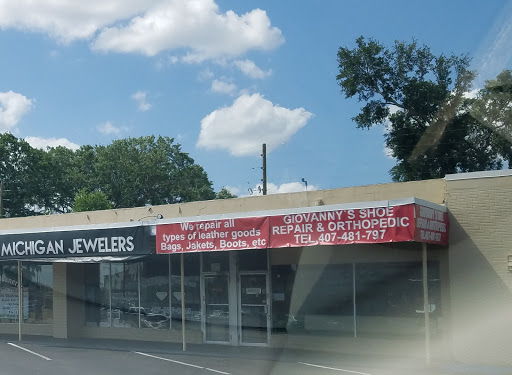 MICHIGAN JEWELERS
We repair all
types of leather goods
Bags, Jakets, Boots, etc
GIOVANNY'S SHOE
REPAIR & ORTHOPEDIC
TEL 407-481-797